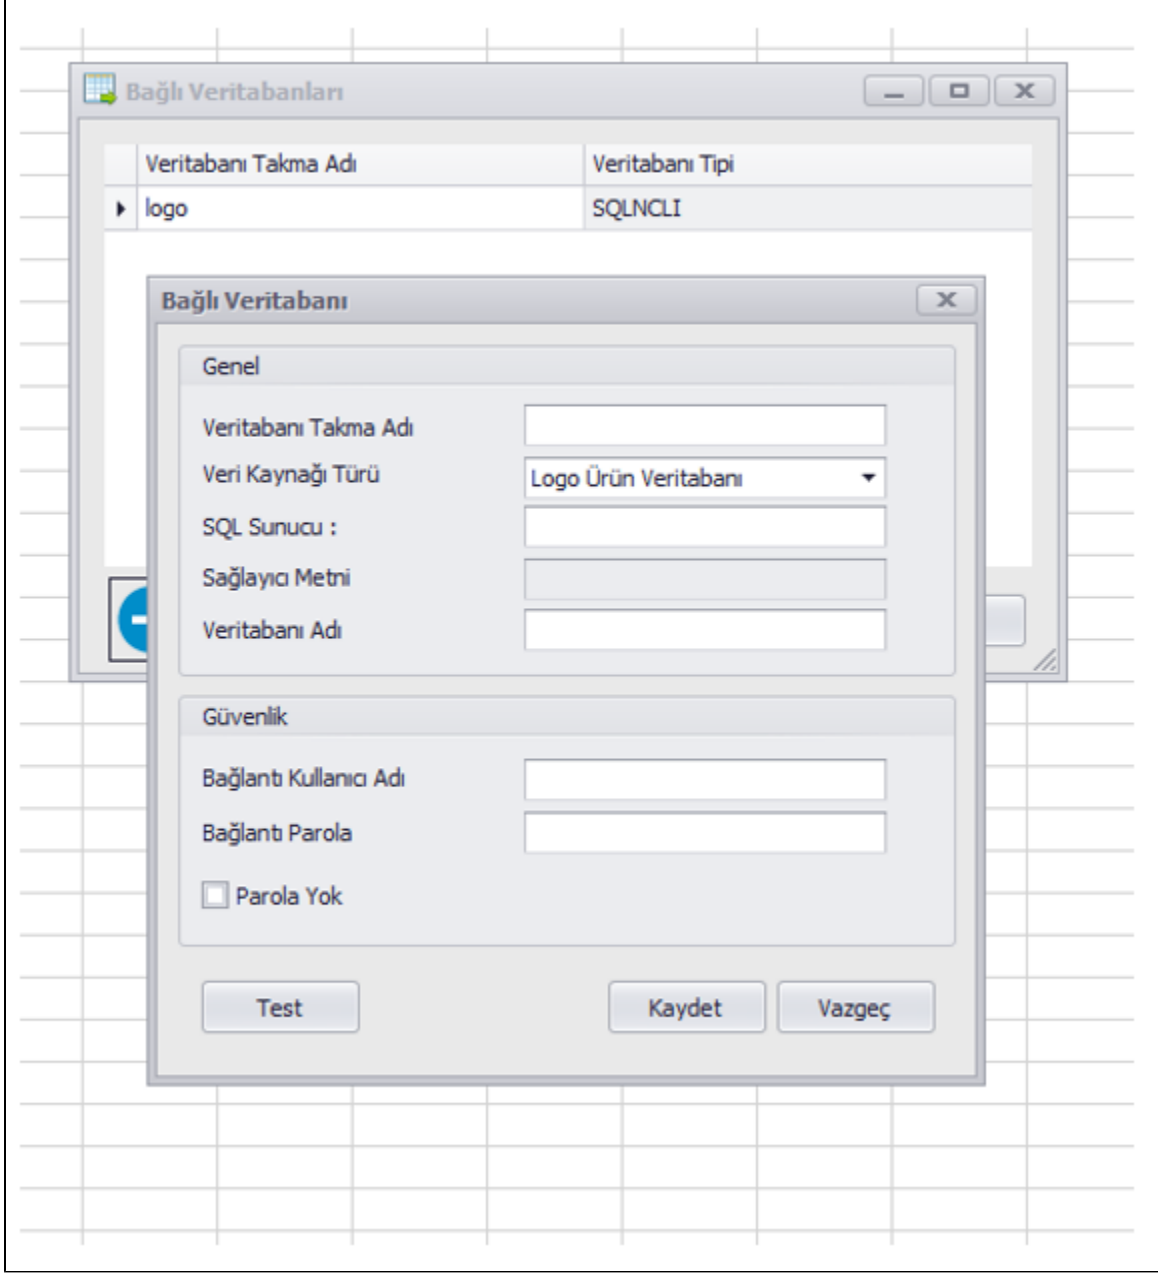 Bağlı Veritabanları
Veritabanı Takma Adı Veritabanı Tipi
logo SQLNCLI
Bağlı Veritabanı
Genel
Veritabanı Takma Adı
Veri Kaynağı Türü Logo Ürün Veritabanı
SQL Sunucu :
Sağlayıcı Metni
Veritabanı Adı
Güvenlik
Bağlantı Kullanıcı Adı
Bağlantı Parola
Parola Yok
Test Kaydet Vazgeç